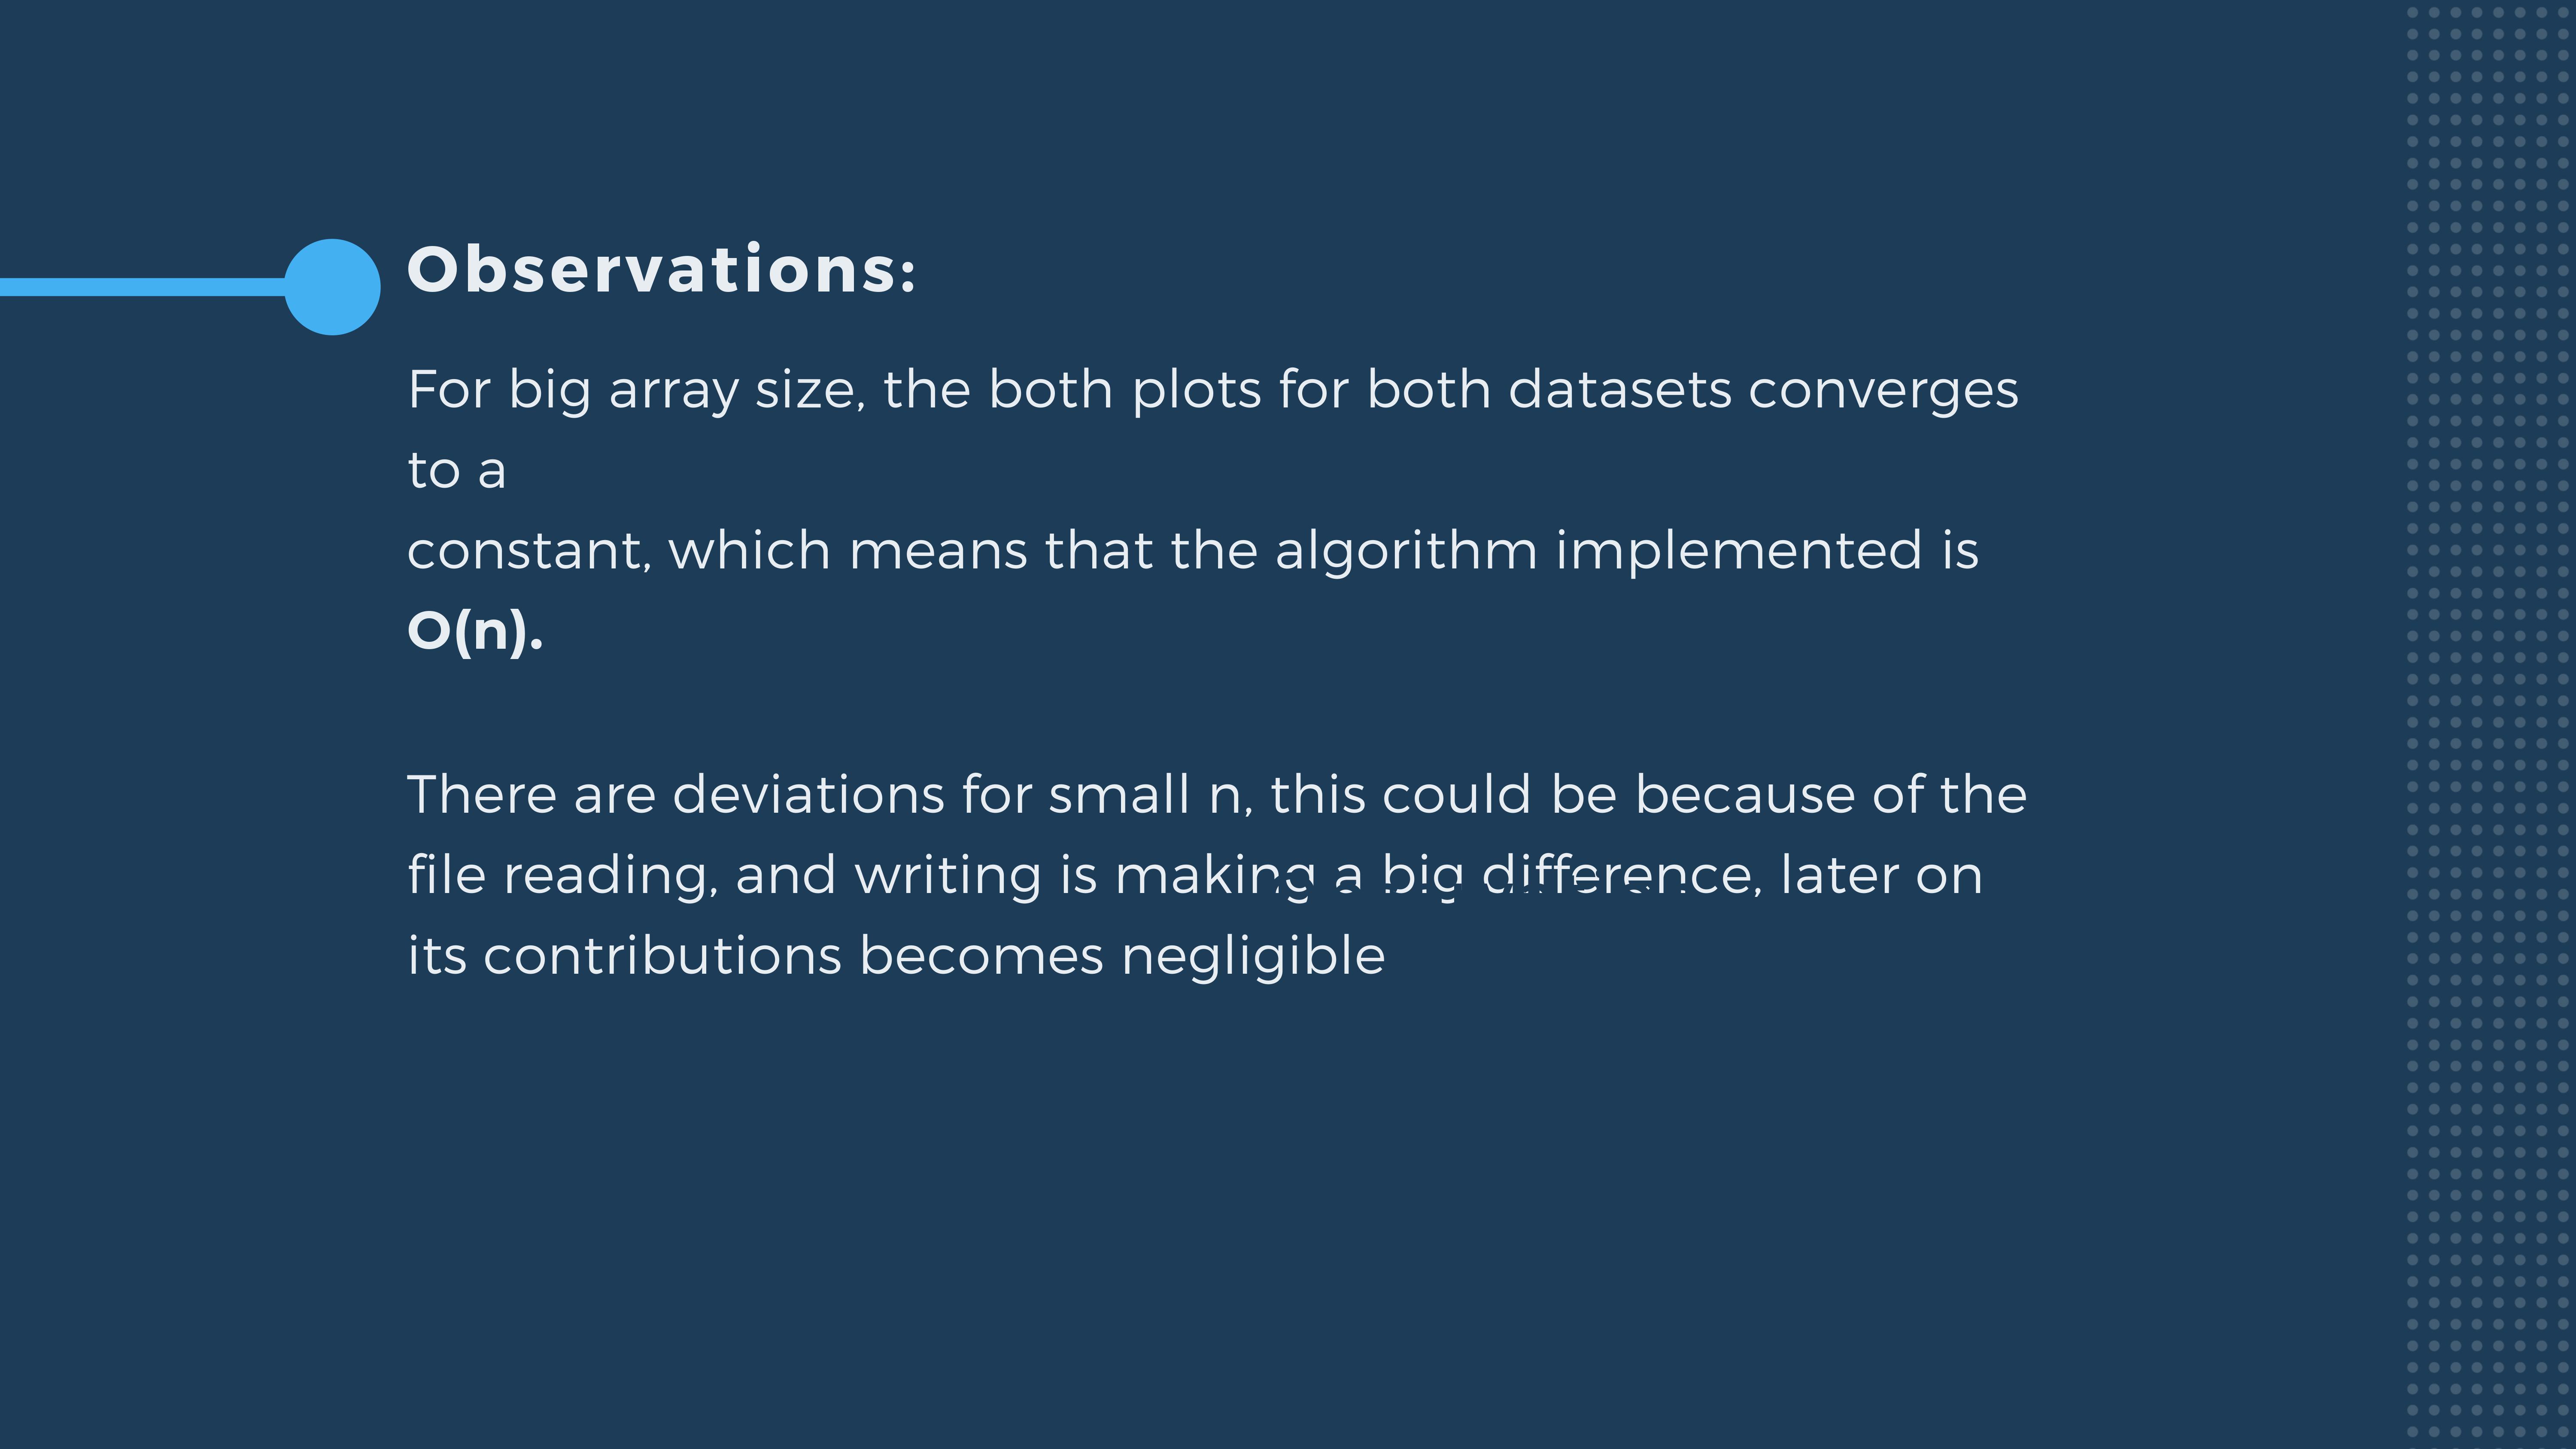 Observations:
For big array size, the both plots for both datasets converges
to a
constant, which means that the algorithm implemented is
O(n).
There are deviations for small n, this could be because of the
file reading, and writing is making a big difference, later on
its contributions becomes negligible